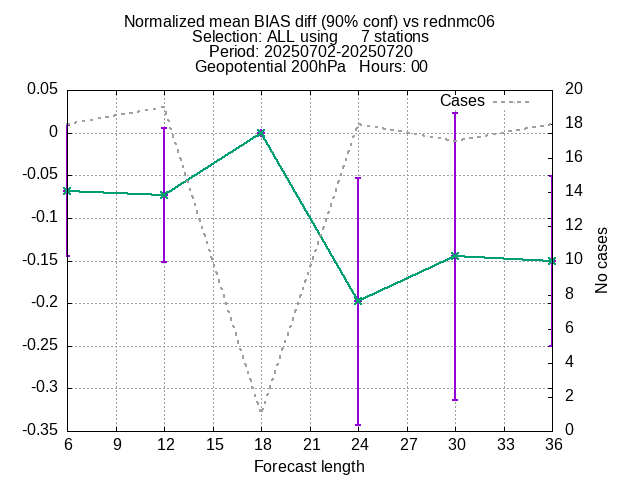 Normalized mean BIAS diff (90% conf) vs rednmc06
Selection: ALL using     7 stations
Period: 20250702-20250720
Geopotential 200hPa   Hours: 00
Cases
0.05
0
-0.05
-0.1
-0.15
-0.2
-0.25
-0.3
-0.35
20
18
16
14
12
10
8
6
4
2
0
No cases
6 9 12 15 18 21 24 27 30 33 36
Forecast length